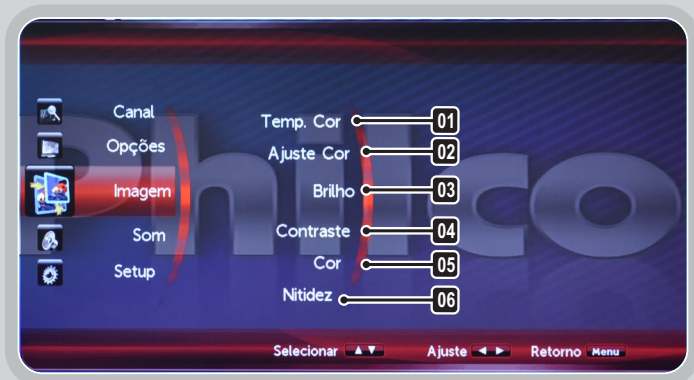 Philco
Canal
Opções
Imagem
Som
Setup
Temp. Cor 01
Ajuste Cor 02
Brilho 03
Contraste 04
Cor 05
Nitidez 06
Selecionar ▲ ▼ Ajuste ◄ ► Retorno Menu